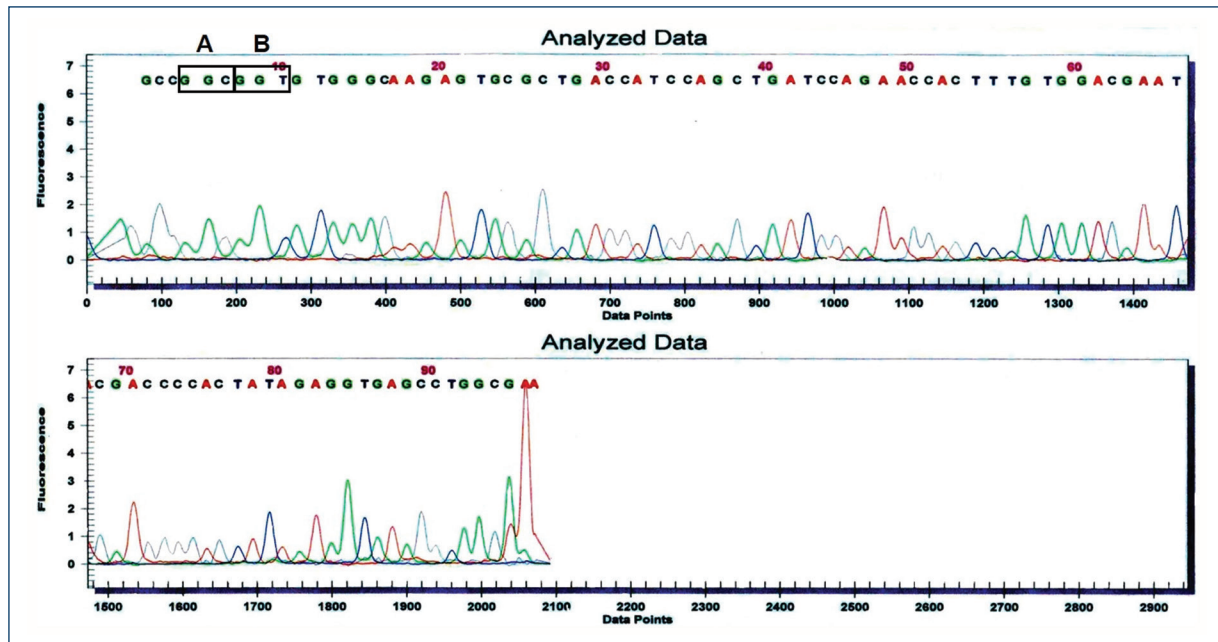 A B
Analyzed Data
10 20 30 40 50 60
GCCG GCGG TG TGGGCAAGAG TGCGCTGACCATCCAGCTGATCCAGAACCACTTTGTGGACGAAT
Fluorescence
7
6
5
4
3
2
1
0
0 100 200 300 400 500 600 700 800 900 1000 1100 1200 1300 1400
Data Points
Analyzed Data
70 80 90
ACGACCCCACTATAGAGGTGAGCCTGGCGAA
Fluorescence
7
6
5
4
3
2
1
0
1500 1600 1700 1800 1900 2000 2100 2200 2300 2400 2500 2600 2700 2800 2900
Data Points